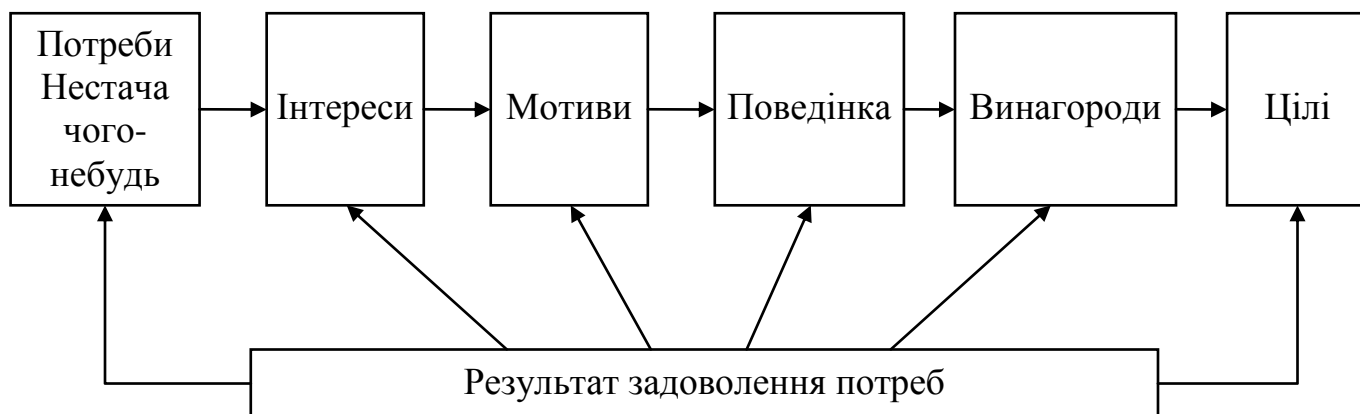 Потреби
Нестача
чого-
небудь
Інтереси
Мотиви
Поведінка
Винагороди
Цілі
Результат задоволення потреб